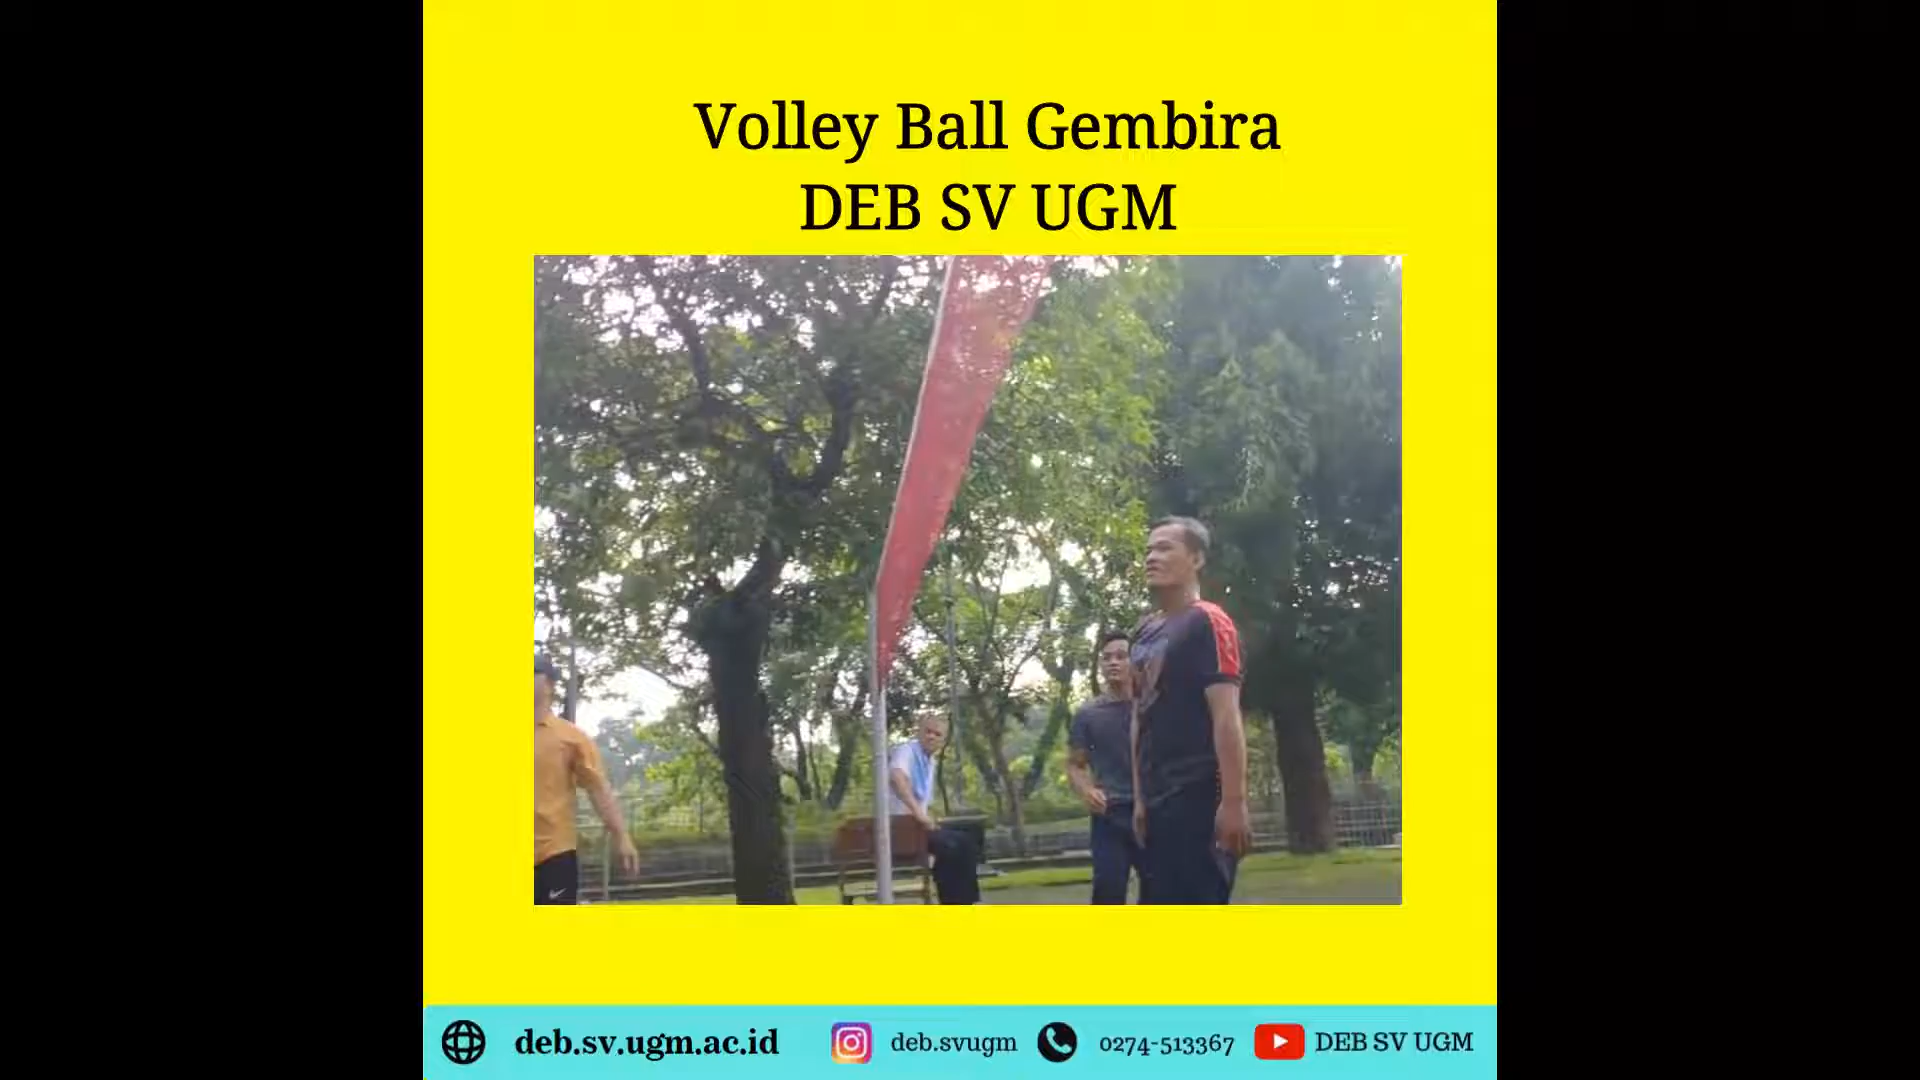 Volley Ball Gembira
DEB SV UGM
deb.sv.ugm.ac.id deb.svugm 0274-513367 DEB SV UGM